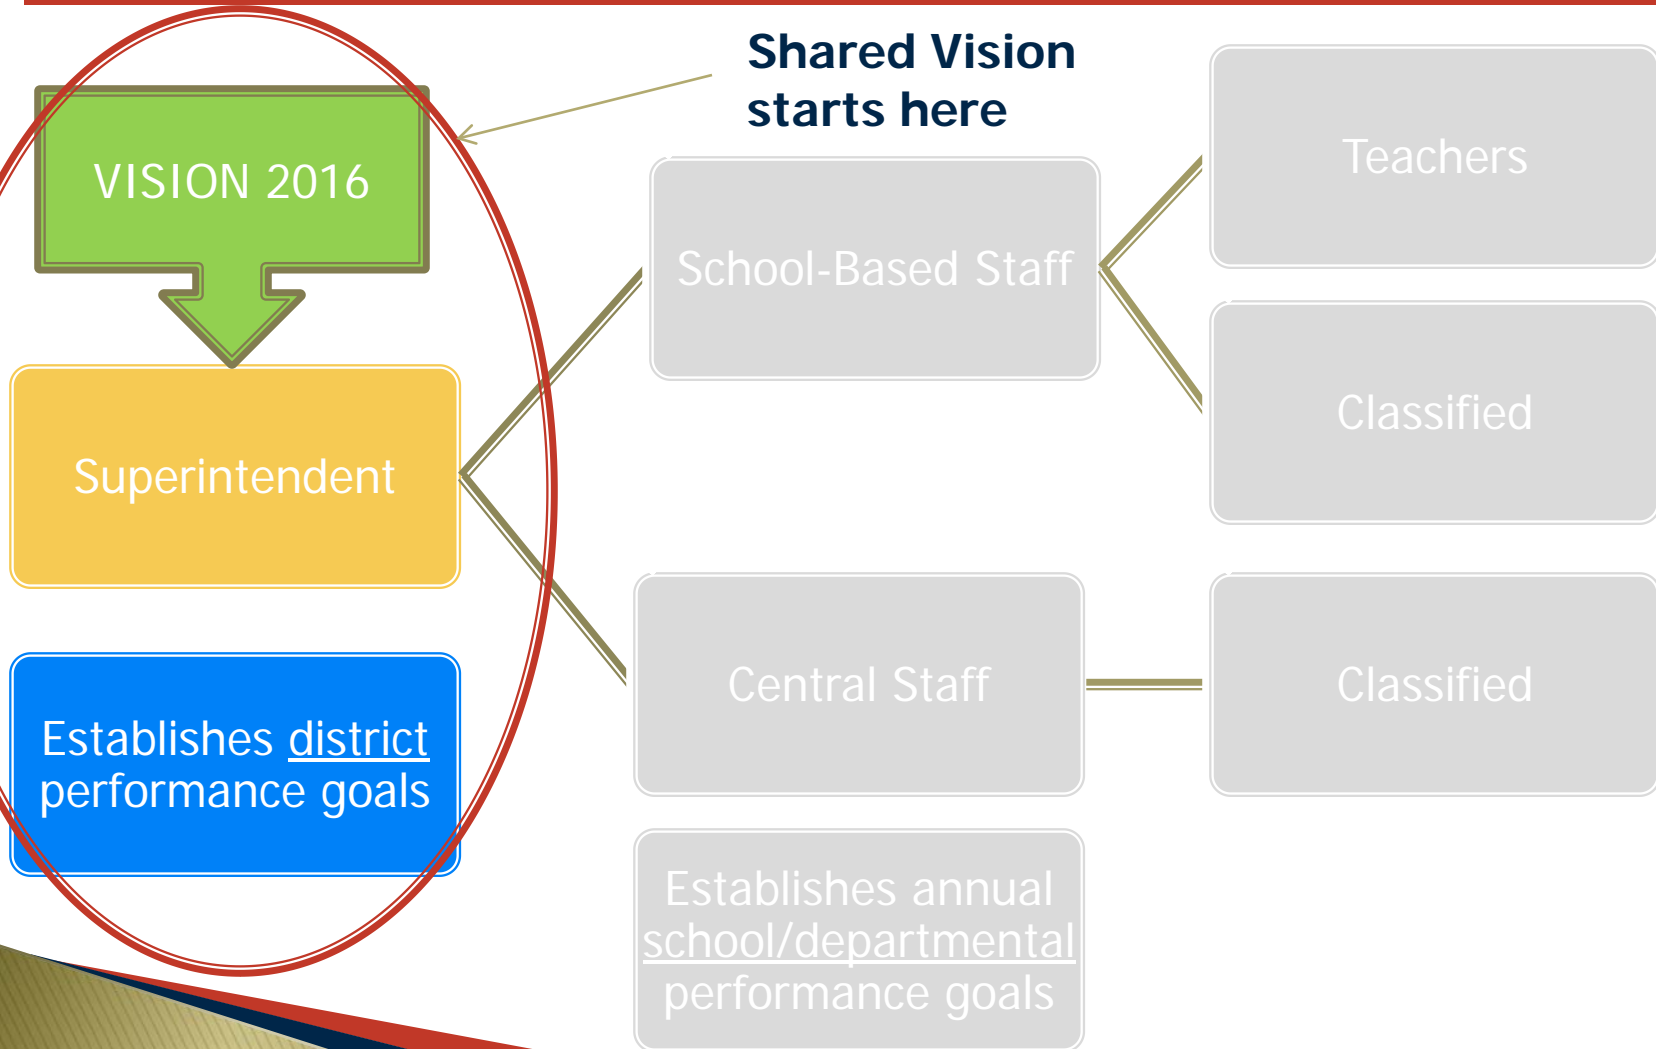 Shared Vision
starts here
VISION 2016
Superintendent
Establishes district
performance goals
School-Based Staff
Central Staff
Establishes annual
school/departmental
performance goals
Teachers
Classified
Classified